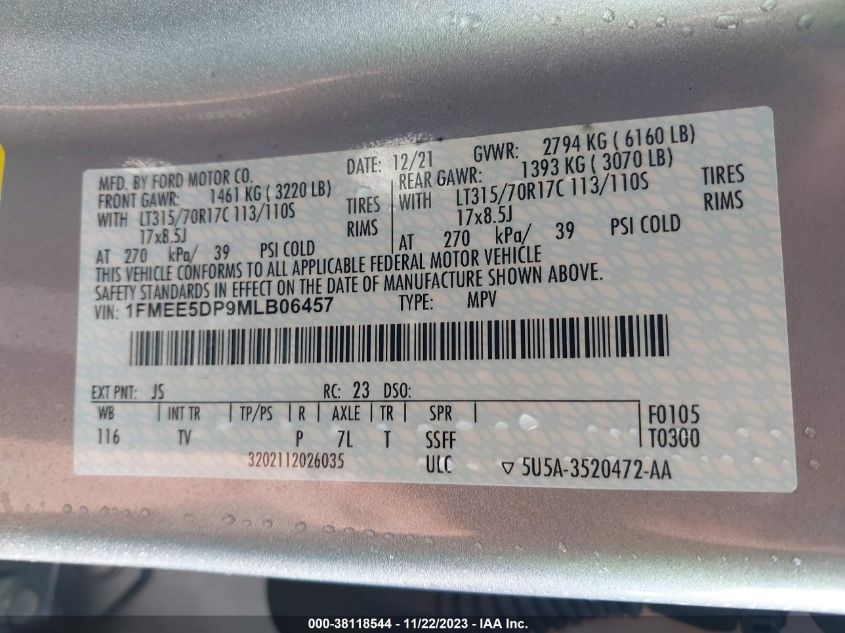 MFD. BY FORD MOTOR CO. DATE: 12/21 GVWR: 2794 KG ( 6160 LB)
FRONT GAWR: 1461 KG ( 3220 LB) REAR GAWR: 1393 KG ( 3070 LB)
WITH LT315/70R17C 113/110S TIRES WITH LT315/70R17C 113/110S TIRES
17x8.5J RIMS 17x8.5J RIMS
AT 270 kPa/ 39 PSI COLD AT 270 kPa/ 39 PSI COLD
THIS VEHICLE CONFORMS TO ALL APPLICABLE FEDERAL MOTOR VEHICLE
SAFETY STANDARDS IN EFFECT ON THE DATE OF MANUFACTURE SHOWN ABOVE.
VIN: 1FMEE5DP9MLB06457 TYPE: MPV
EXT PNT: JS RC: 23 DSO:
WB INT TR TP/PS R AXLE TR SPR F0105
116 TV P 7L T SSFF T0300
3202112026035 ULC ▽ 5U5A-3520472-AA
000-38118544 - 11/22/2023 - IAA Inc.